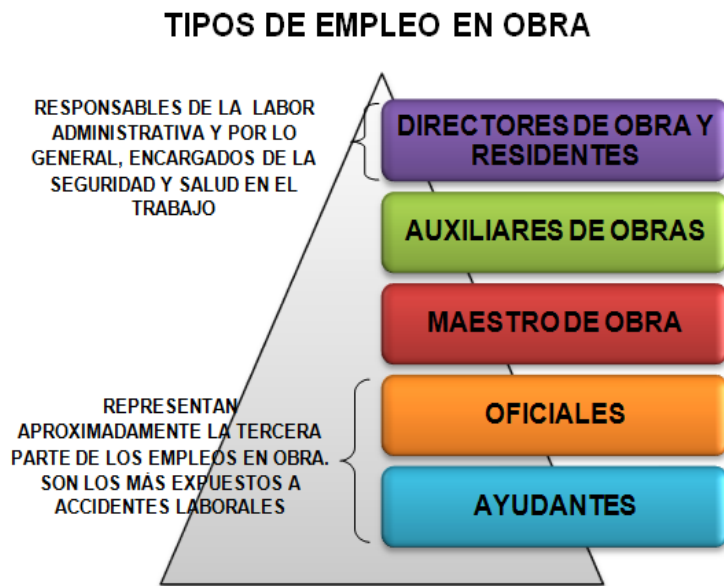 TIPOS DE EMPLEO EN OBRA
RESPONSABLES DE LA LABOR
ADMINISTRATIVA Y POR LO
GENERAL, ENCARGADOS DE LA
SEGURIDAD Y SALUD EN EL
TRABAJO
DIRECTORES DE OBRA Y
RESIDENTES
AUXILIARES DE OBRAS
MAESTRO DE OBRA
REPRESENTAN
APROXIMADAMENTE LA TERCERA
PARTE DE LOS EMPLEOS EN OBRA.
SON LOS MÁS EXPUESTOS A
ACCIDENTES LABORALES
OFICIALES
AYUDANTES